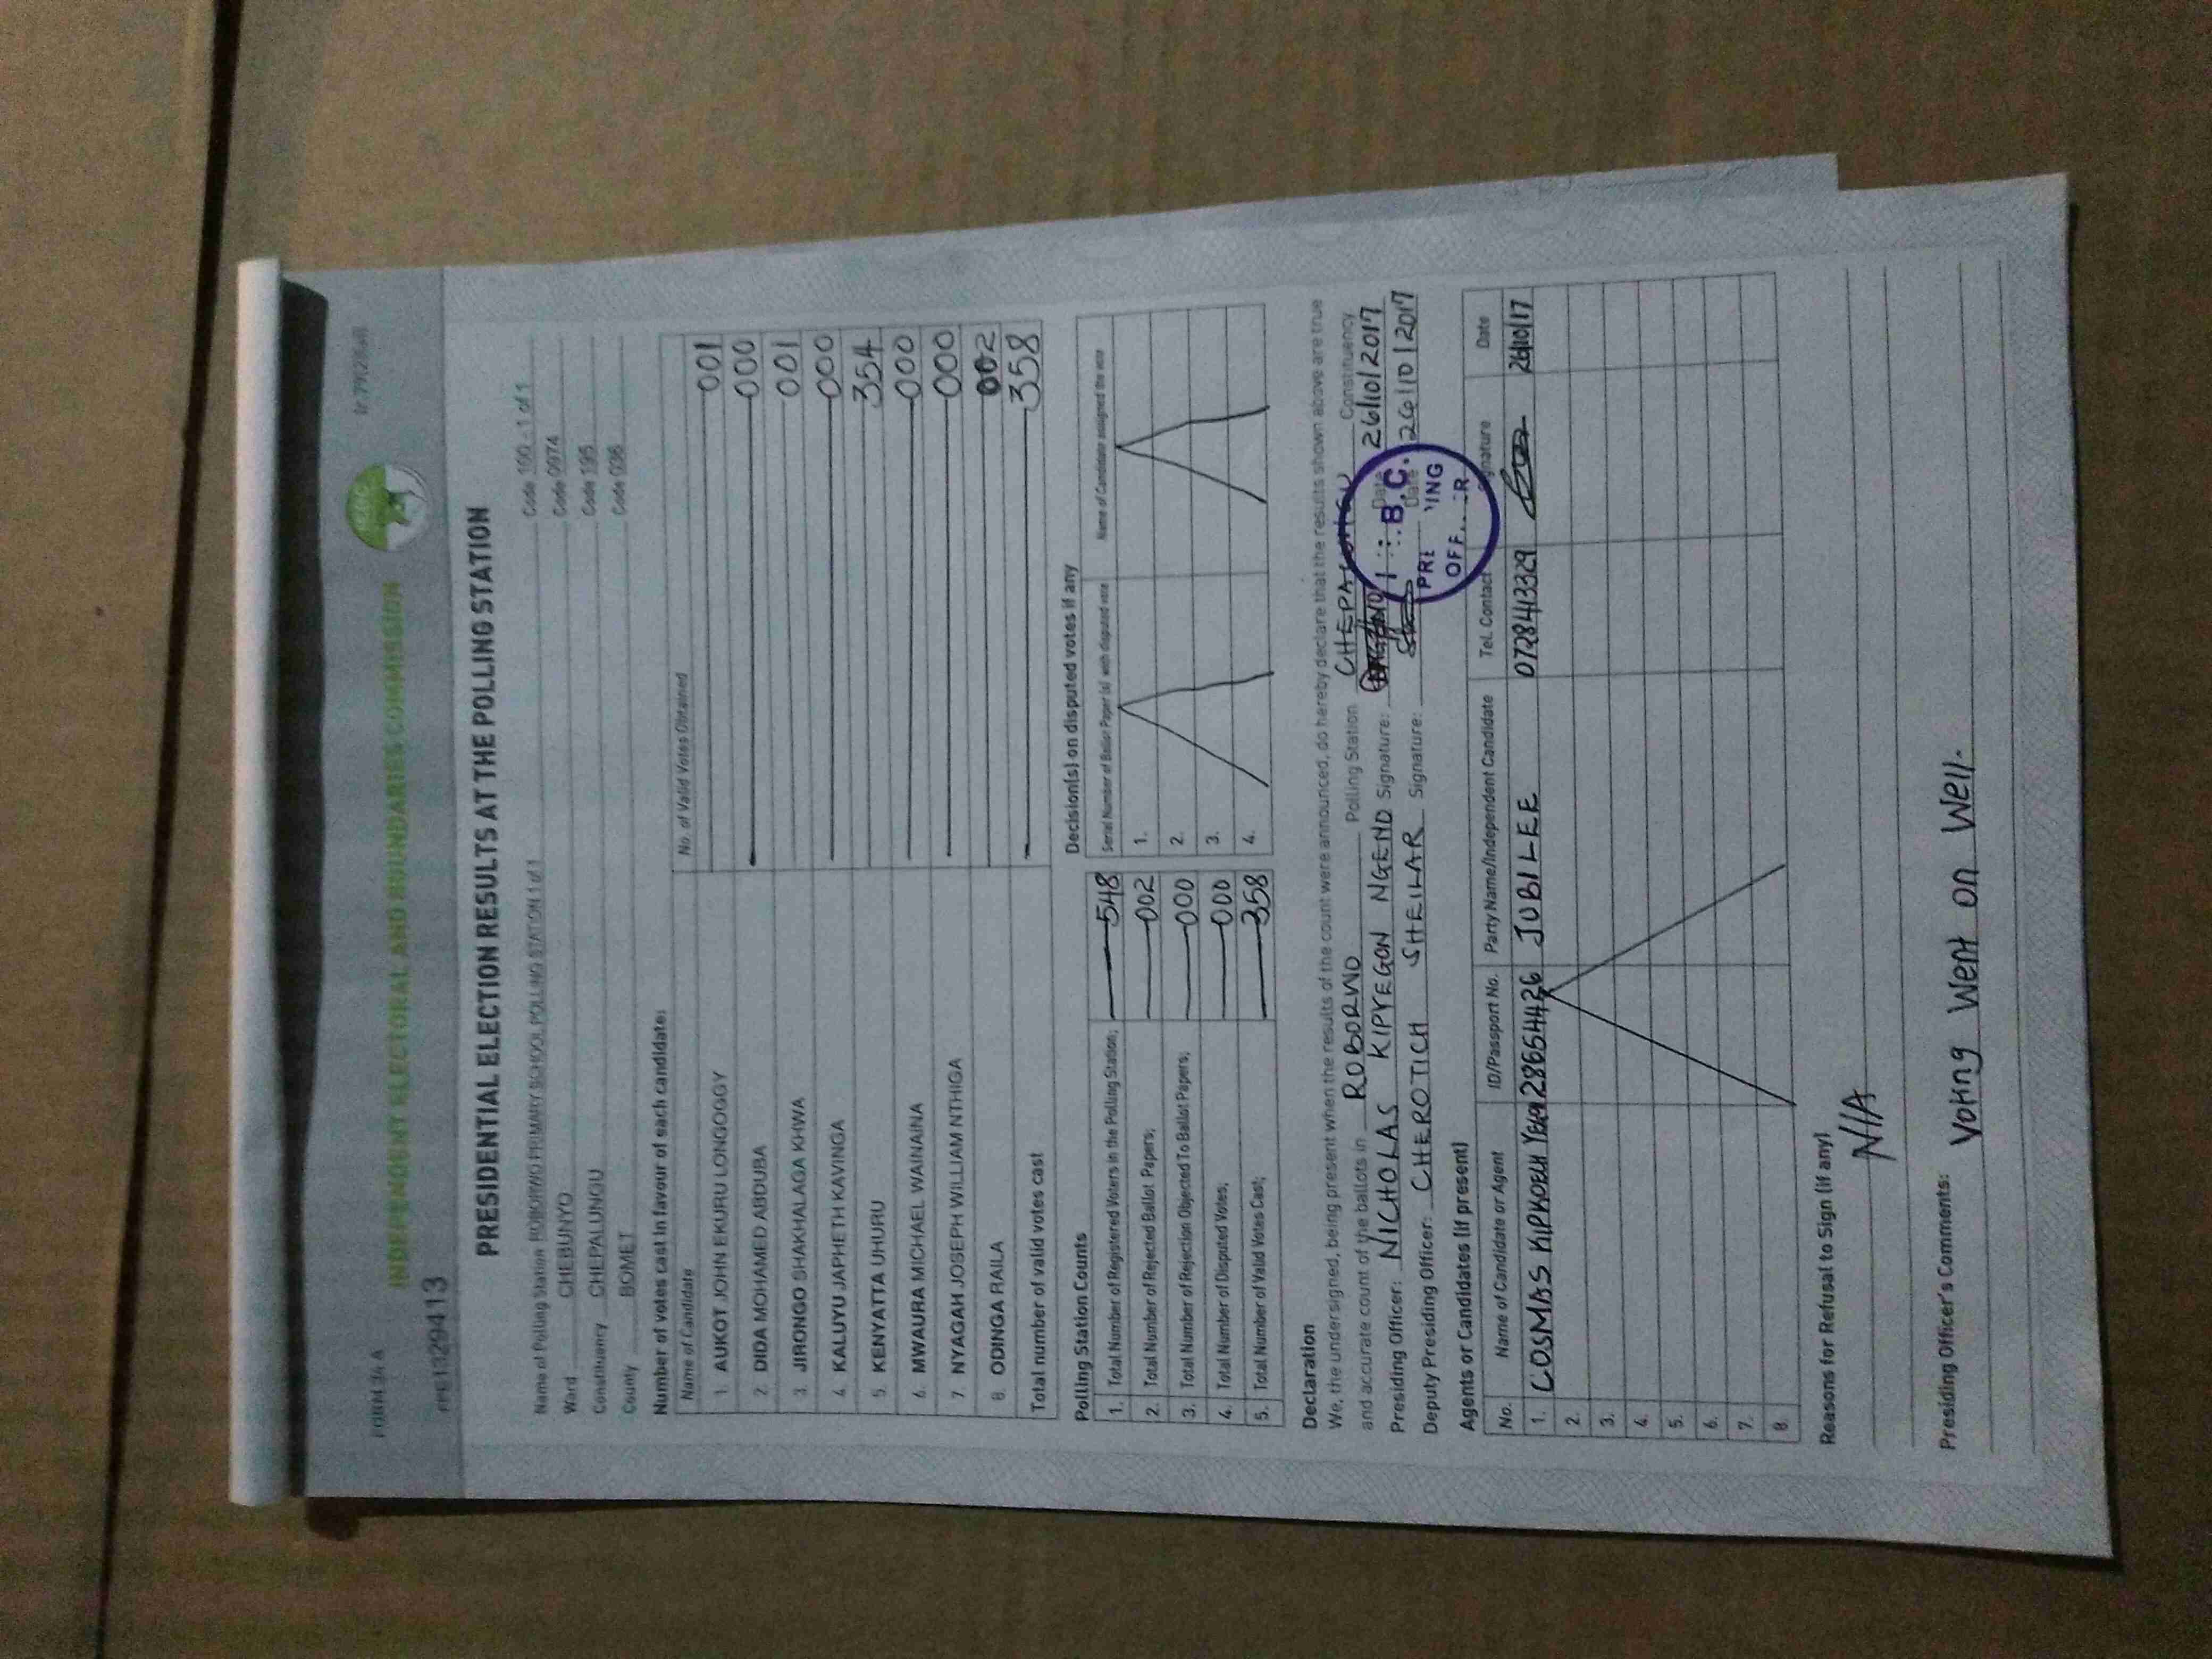 FORM 34 A
INDEPENDENT ELECTORAL AND BOUNDARIES COMMISSION
PRESIDENTIAL ELECTION RESULTS AT THE POLLING STATION
Name of Polling Station ROBORWO PRIMARY SCHOOL POLLING STATION 1 of 1 Code 100 - 1 of 1
Ward CHEBUNYO Code 0974
Constituency CHEPALUNGU Code 195
County BOMET Code 036
Number of votes cast in favour of each candidate:
Name of Candidate No. of Valid Votes Obtained
1. AUKOT JOHN EKURU LONGOGGY 001
2. DIDA MOHAMED ABDUBA 000
3. JIRONGO SHAKHALAGA KHWA 001
4. KALUYU JAPHETH KAVINGA 000
5. KENYATTA UHURU 354
6. MWAURA MICHAEL WAINAINA 000
7. NYAGAH JOSEPH WILLIAM NTHIGA 000
8. ODINGA RAILA 002
Total number of valid votes cast 358
Polling Station Counts
1. Total Number of Registered Voters in the Polling Station; 548
2. Total Number of Rejected Ballot Papers; 002
3. Total Number of Rejection Objected To Ballot Papers; 000
4. Total Number of Disputed Votes; 000
5. Total Number of Valid Votes Cast; 358
Decision(s) on disputed votes if any
Serial Number of Ballot Paper (s) with disputed vote Name of Candidate assigned the vote
1.
2.
3.
4.
Declaration
We, the undersigned, being present when the results of the count were announced, do hereby declare that the results shown above are true
and accurate count of the ballots in ROBORWO Polling Station CHEPALUNGU Constituency
Presiding Officer: NICHOLAS KIPYEGON NGENO Signature: Date 26/10/2017
Deputy Presiding Officer: CHEROTICH SHEILAR Signature: Date 26/10/2017
Agents or Candidates (if present)
No. Name of Candidate or Agent ID/Passport No. Party Name/Independent Candidate Tel. Contact Signature Date
1. COSMAS KIPKOECH 28654426 JUBILEE 0728413329 26/10/17
2.
3.
4.
5.
6.
7.
8.
Reasons for Refusal to Sign (if any)
N/A
Presiding Officer's Comments:
Voting Went on Well.